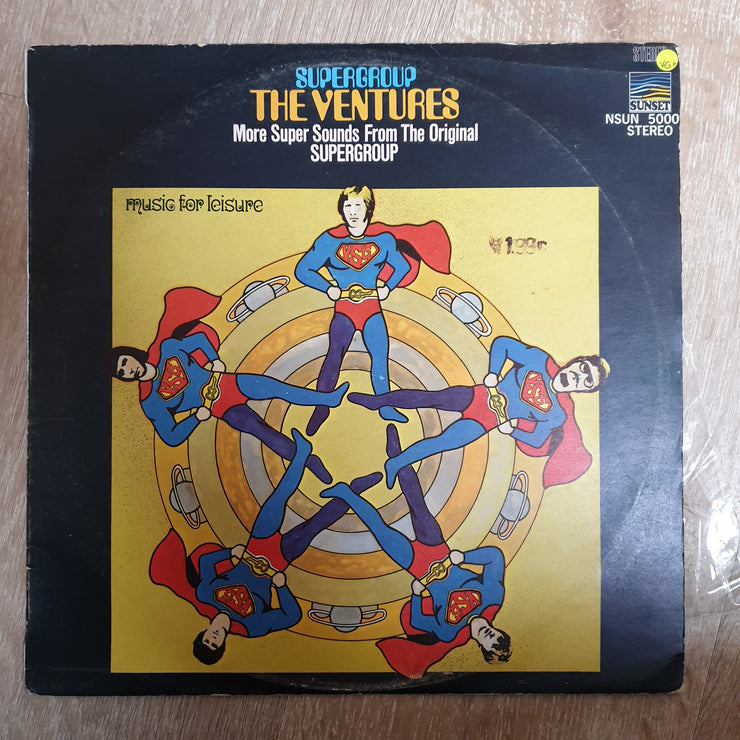 SUPERGROUP
THE VENTURES
More Super Sounds From The Original
SUPERGROUP
STEREO
VG+
SUNSET
NSUN 5000
STEREO
music for leisure